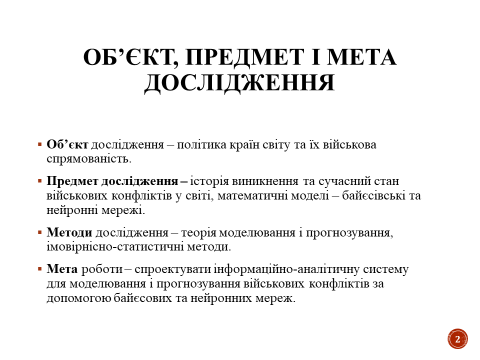 ОБ’ЄКТ, ПРЕДМЕТ І МЕТА
ДОСЛІДЖЕННЯ
▪ Об’єкт дослідження – політика країн світу та їх військова
спрямованість.
▪ Предмет дослідження – історія виникнення та сучасний стан
військових конфліктів у світі, математичні моделі – байєсівські та
нейронні мережі.
▪ Методи дослідження – теорія моделювання і прогнозування,
імовірнісно-статистичні методи.
▪ Мета роботи – спроектувати інформаційно-аналітичну систему
для моделювання і прогнозування військових конфліктів за
допомогою байєсових та нейронних мереж.
2